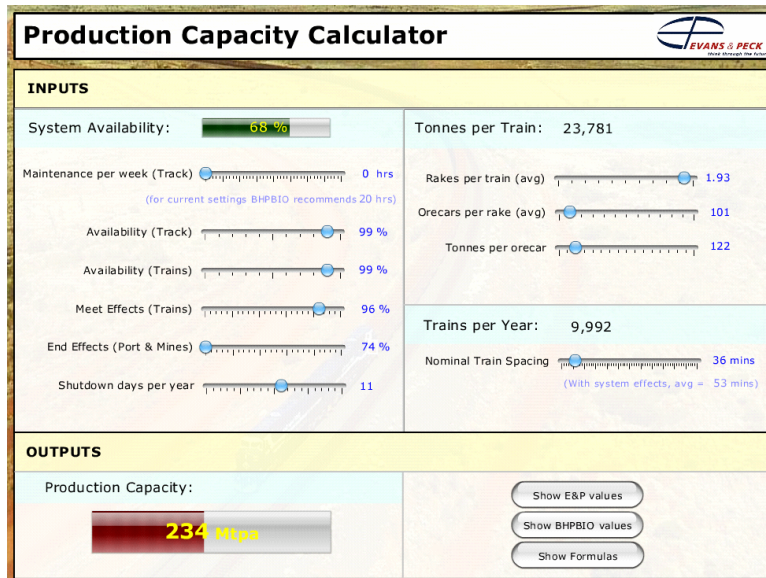 Production Capacity Calculator
EVANS & PECK
think through the future
INPUTS
System Availability: 68 %
Maintenance per week (Track) 0 hrs
(for current settings BHPBIO recommends 20 hrs)
Availability (Track) 99 %
Availability (Trains) 99 %
Meet Effects (Trains) 96 %
End Effects (Port & Mines) 74 %
Shutdown days per year 11
Tonnes per Train: 23,781
Rakes per train (avg) 1.93
Orecars per rake (avg) 101
Tonnes per orecar 122
Trains per Year: 9,992
Nominal Train Spacing 36 mins
(With system effects, avg = 53 mins)
OUTPUTS
Production Capacity:
234 Mtpa
Show E&P values
Show BHPBIO values
Show Formulas